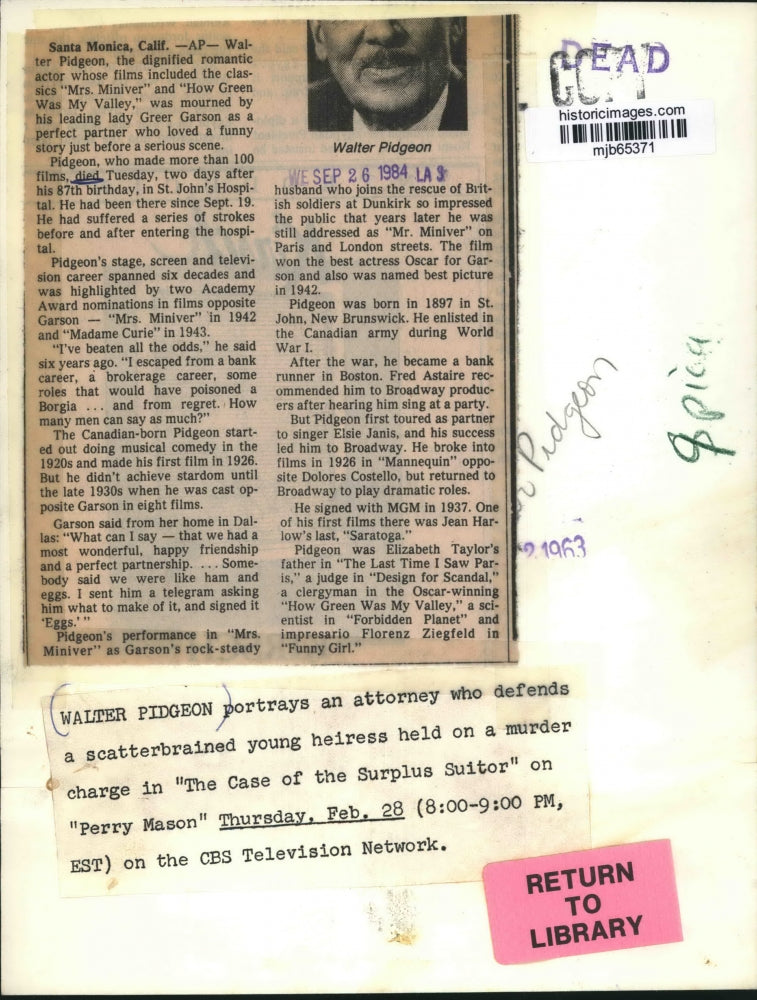 Santa Monica, Calif. —AP— Wal-
ter Pidgeon, the dignified romantic
actor whose films included the clas-
sics “Mrs. Miniver” and “How Green
Was My Valley,” was mourned by
his leading lady Greer Garson as a
perfect partner who loved a funny
story just before a serious scene.
Pidgeon, who made more than 100
films, died Tuesday, two days after
his 87th birthday, in St. John's Hospi-
tal. He had been there since Sept. 19.
He had suffered a series of strokes
before and after entering the hospi-
tal.
Pidgeon's stage, screen and televi-
sion career spanned six decades and
was highlighted by two Academy
Award nominations in films opposite
Garson — “Mrs. Miniver” in 1942
and “Madame Curie” in 1943.
“I've beaten all the odds,” he said
six years ago. “I escaped from a bank
career, a brokerage career, some
roles that would have poisoned a
Borgia ... and from regret. How
many men can say as much?”
The Canadian-born Pidgeon start-
ed out doing musical comedy in the
1920s and made his first film in 1926.
But he didn't achieve stardom until
the late 1930s when he was cast op-
posite Garson in eight films.
Garson said from her home in Dal-
las: “What can I say — that we had a
most wonderful, happy friendship
and a perfect partnership. ... Some-
body said we were like ham and
eggs. I sent him a telegram asking
him what to make of it, and signed it
‘Eggs.’ ”
Pidgeon's performance in “Mrs.
Miniver” as Garson's rock-steady
Walter Pidgeon
WE SEP 26 1984 LAS
husband who joins the rescue of Brit-
ish soldiers at Dunkirk so impressed
the public that years later he was
still addressed as “Mr. Miniver” on
Paris and London streets. The film
won the best actress Oscar for Gar-
son and also was named best picture
in 1942.
Pidgeon was born in 1897 in St.
John, New Brunswick. He enlisted in
the Canadian army during World
War I.
After the war, he became a bank
runner in Boston. Fred Astaire rec-
ommended him to Broadway produc-
ers after hearing him sing at a party.
But Pidgeon first toured as partner
to singer Elsie Janis, and his success
led him to Broadway. He broke into
films in 1926 in “Mannequin” oppo-
site Dolores Costello, but returned to
Broadway to play dramatic roles.
He signed with MGM in 1937. One
of his first films there was Jean Har-
low's last, “Saratoga.”
Pidgeon was Elizabeth Taylor's
father in “The Last Time I Saw Par-
is,” a judge in “Design for Scandal,”
a clergyman in the Oscar-winning
“How Green Was My Valley,” a sci-
entist in “Forbidden Planet” and
impresario Florenz Ziegfeld in
“Funny Girl.”
DEAD
historicimages.com
mjb65371
Pidgeon
2 1963
(WALTER PIDGEON) portrays an attorney who defends
a scatterbrained young heiress held on a murder
charge in "The Case of the Surplus Suitor" on
"Perry Mason" Thursday, Feb. 28 (8:00-9:00 PM,
EST) on the CBS Television Network.
RETURN
TO
LIBRARY